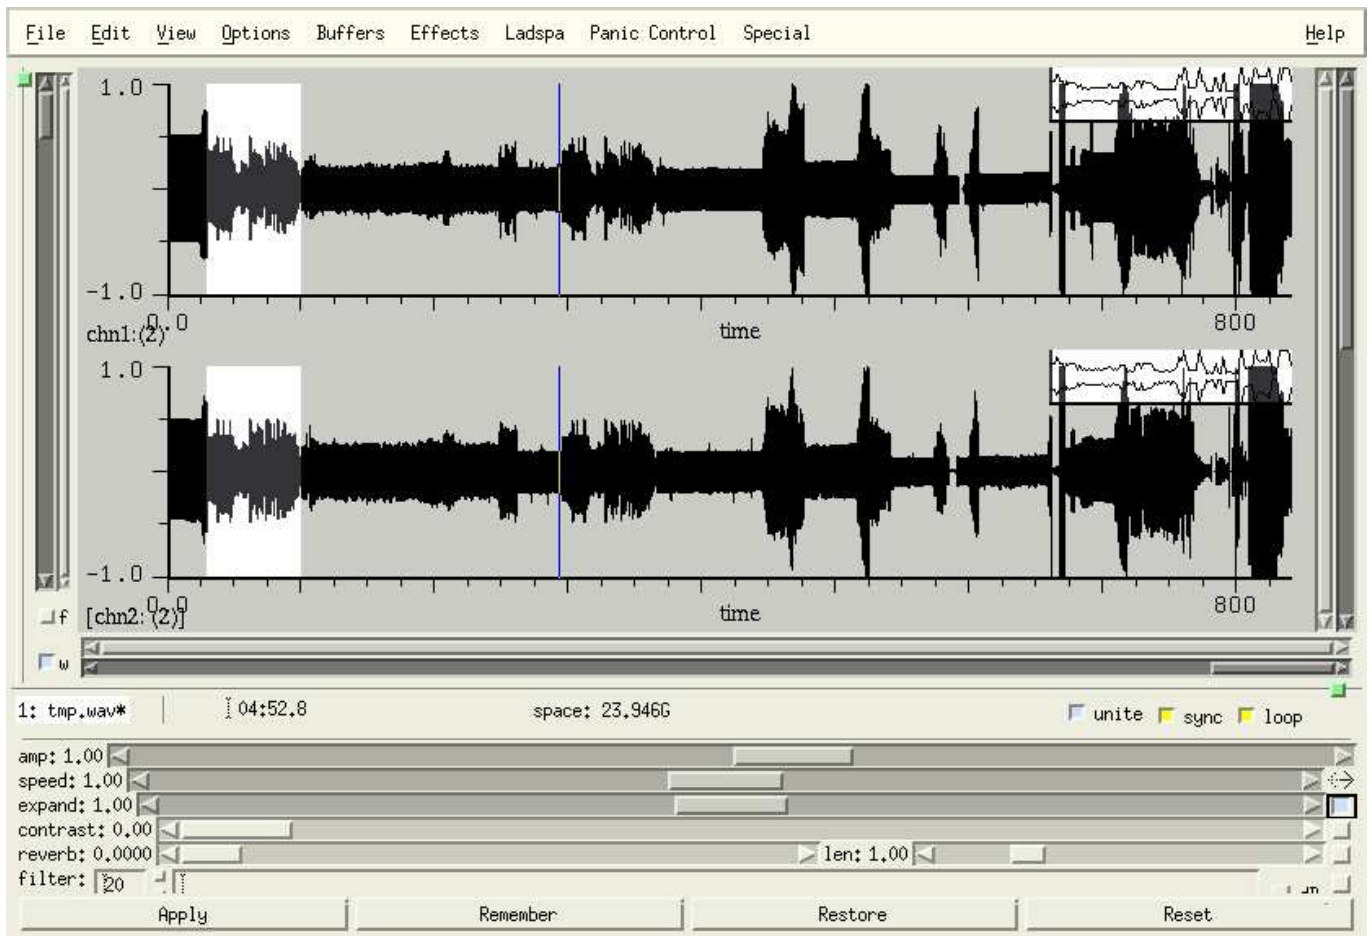 File Edit View Options Buffers Effects Ladspa Panic Control Special Help
1.0
-1.0
0.0 800
chn1:(2) time
1.0
-1.0
0.0 800
f [chn2: (2)] time
w
1: tmp.wav* 04:52.8 space: 23.946G unite sync loop
amp: 1.00
speed: 1.00
expand: 1.00
contrast: 0.00
reverb: 0.0000 len: 1.00
filter: 20 dB
Apply Remember Restore Reset